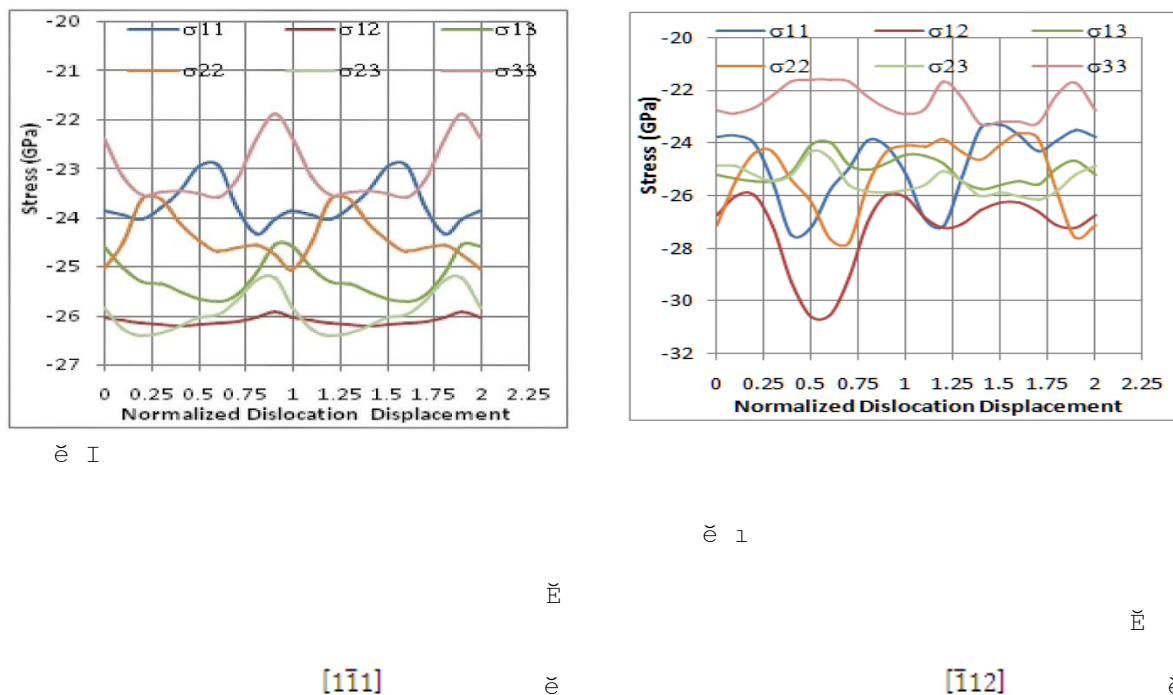 σ11 σ12 σ13
σ22 σ23 σ33
-20
-21
-22
-23
-24
-25
-26
-27
Stress (GPa)
0 0.25 0.5 0.75 1 1.25 1.5 1.75 2 2.25
Normalized Dislocation Displacement
σ11 σ12 σ13
σ22 σ23 σ33
-20
-22
-24
-26
-28
-30
-32
Stress (GPa)
0 0.25 0.5 0.75 1 1.25 1.5 1.75 2 2.25
Normalized Dislocation Displacement
ĕ I
ĕ ı
Ĕ
Ĕ
[11̄1] ĕ
[1̄12]